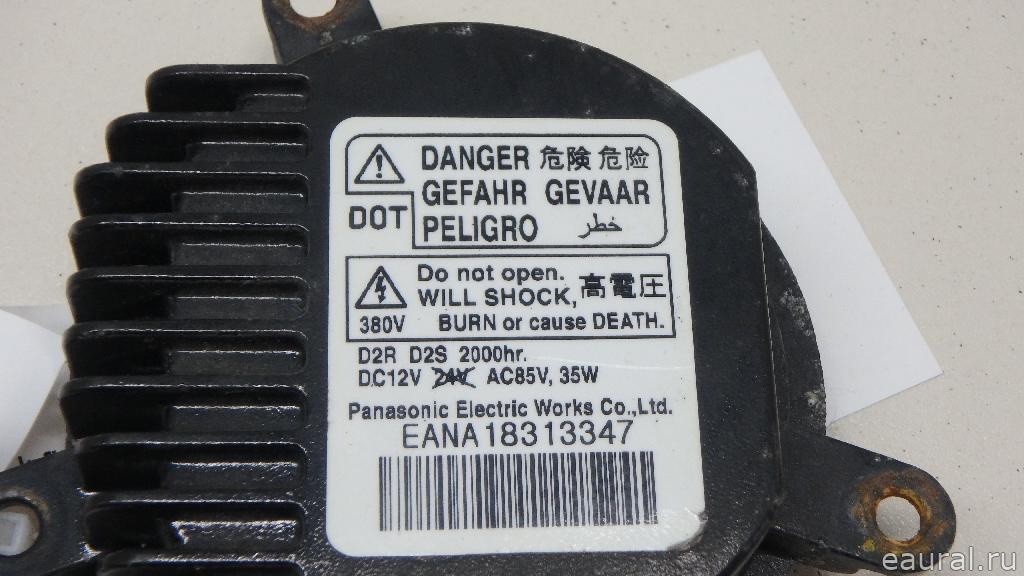 DANGER 危険 危险
GEFAHR GEVAAR
DOT
PELIGRO خطر
Do not open.
WILL SHOCK, 高電圧
380V BURN or cause DEATH.
D2R D2S 2000hr.
DC12V 24V AC85V, 35W
Panasonic Electric Works Co.,Ltd.
EANA18313347
eaural.ru